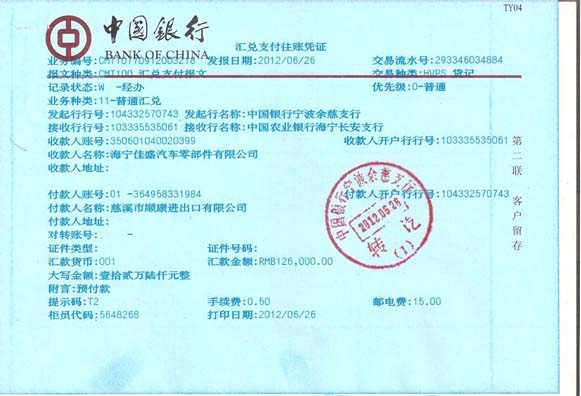 TY04
中國銀行
BANK OF CHINA
汇兑支付往账凭证
业务编号:CMT0770912003276 发报日期:2012/06/26 交易流水号:293346034884
报文种类:CMT100 汇兑支付报文 交易种类:HVPS 贷记
记录状态:W -经办 优先级:0-普通
业务种类:11-普通汇兑
发起行行号:104332570743 发起行名称:中国银行宁波余慈支行
接收行行号:103335535061 接收行名称:中国农业银行海宁长安支行
收款人账号:350601040020399 收款人开户行行号:103335535061
收款人名称:海宁佳盛汽车零部件有限公司
收款人地址:
付款人账号:01 -364958331984 付款人开户行行号:104332570743
付款人名称:慈溪市顺康进出口有限公司
付款人地址:
对转账号: -
证件类型: 证件号码:
汇款货币:001 汇款金额:RMB126,000.00
大写金额:壹拾贰万陆仟元整
附言:预付款
提示码:T2 手续费:0.50 邮电费:15.00
柜员代码:5648268 打印日期:2012/06/26
第二联 客户留存
中国银行宁波余慈支行
2012.06.26
转讫
(1)